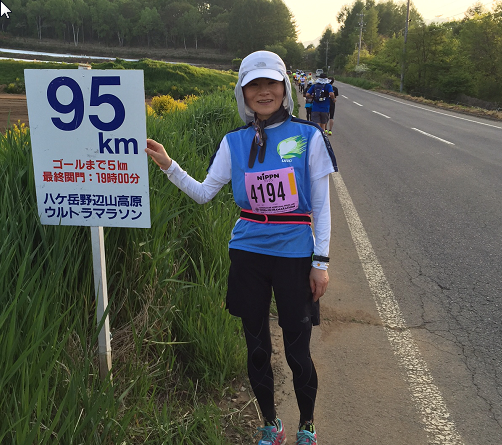 95
km
ゴールまで5km
最終関門：19時00分
八ケ岳野辺山高原
ウルトラマラソン
NIPPN
4194